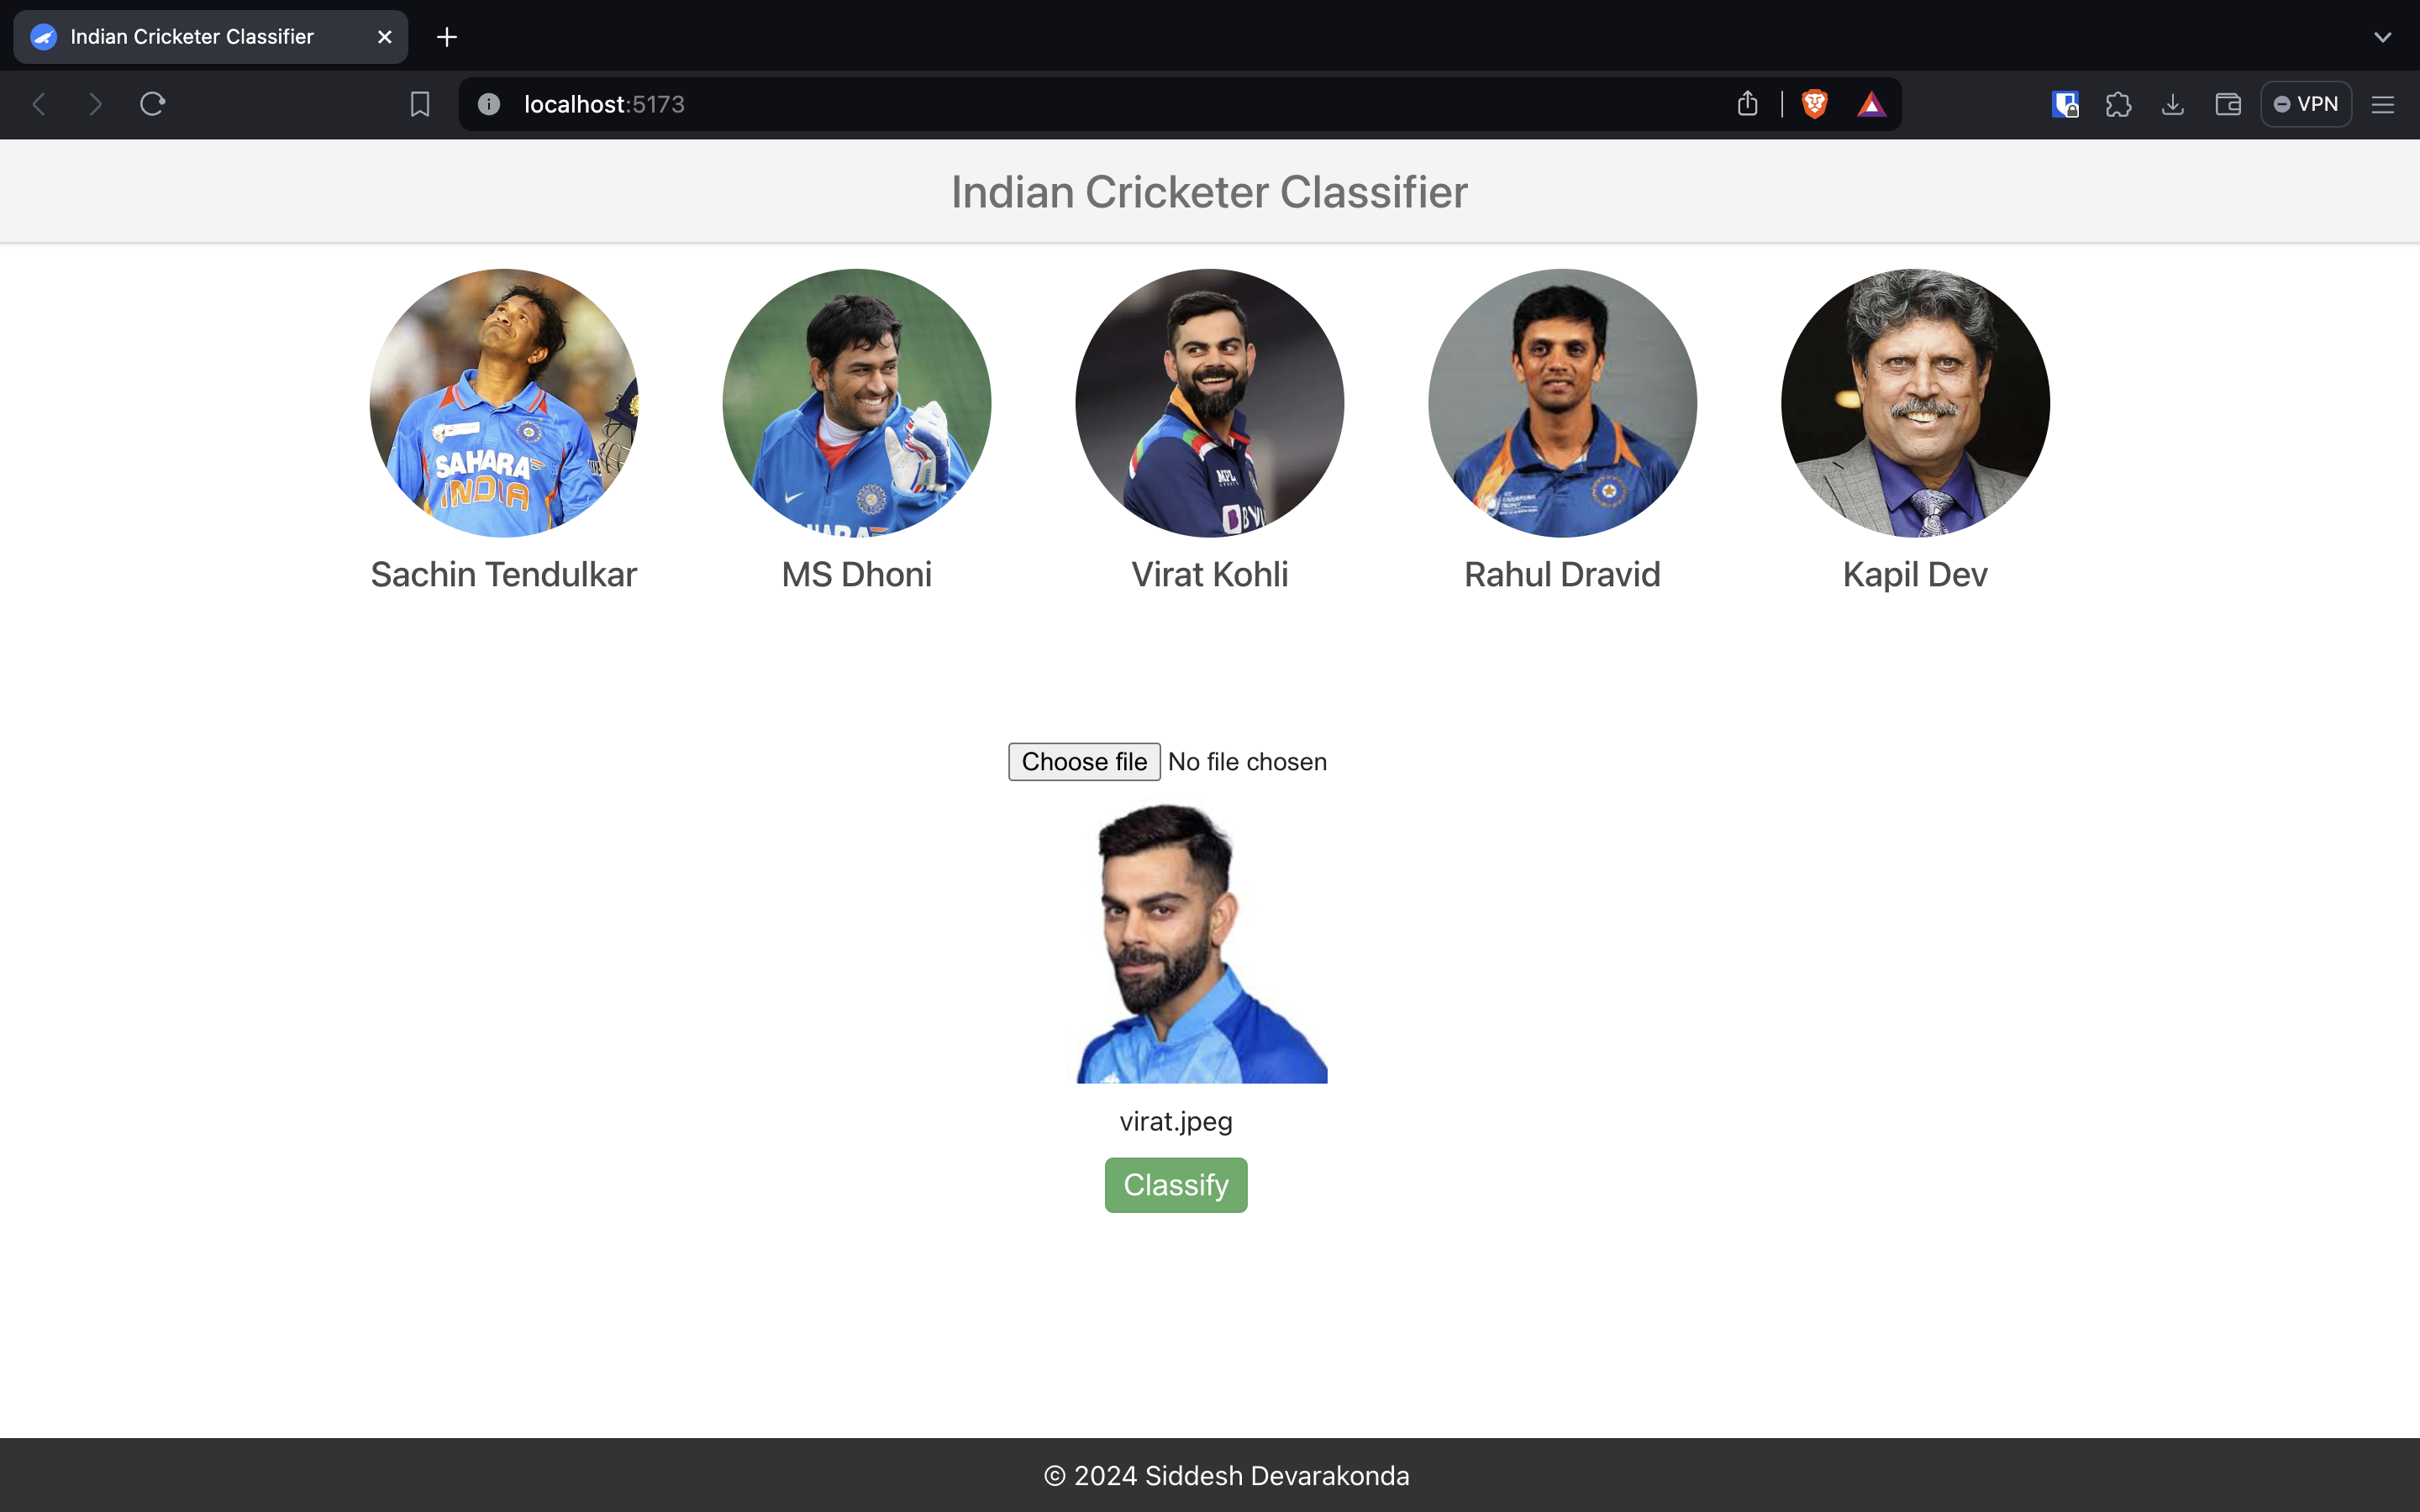 Indian Cricketer Classifier
localhost:5173
VPN
Indian Cricketer Classifier
SAHARA
INDIA
MPL
Sachin Tendulkar
MS Dhoni
Virat Kohli
Rahul Dravid
Kapil Dev
Choose file No file chosen
virat.jpeg
Classify
© 2024 Siddesh Devarakonda